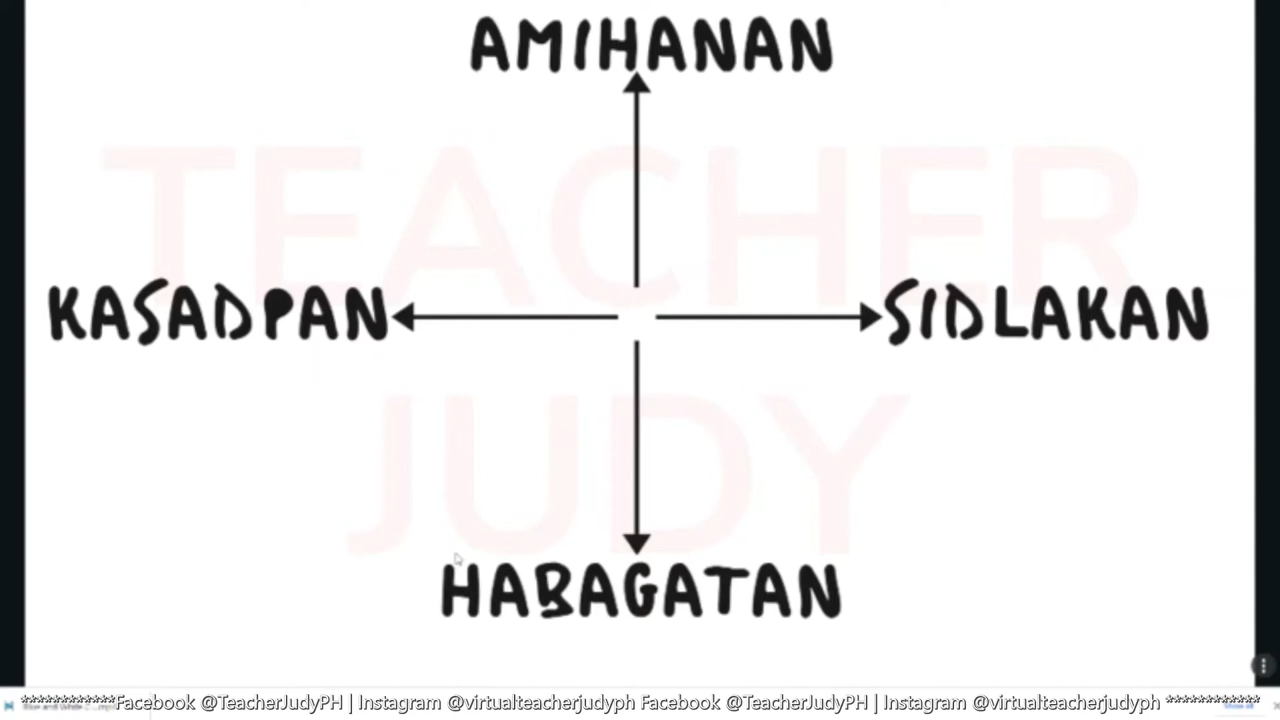 AMIHANAN
TEACHER
KASADPAN SIDLAKAN
JUDY
HABAGATAN
************Facebook @TeacherJudyPH | Instagram @virtualteacherjudyph Facebook @TeacherJudyPH | Instagram @virtualteacherjudyph ************